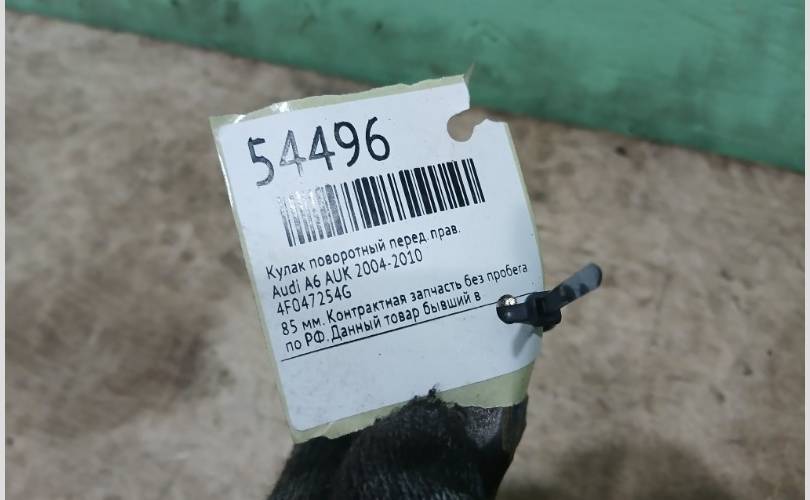 54496
Кулак поворотный перед. прав.
Audi A6 AUK 2004-2010
4F047254G
85 мм. Контрактная запчасть без пробега
по РФ. Данный товар бывший в